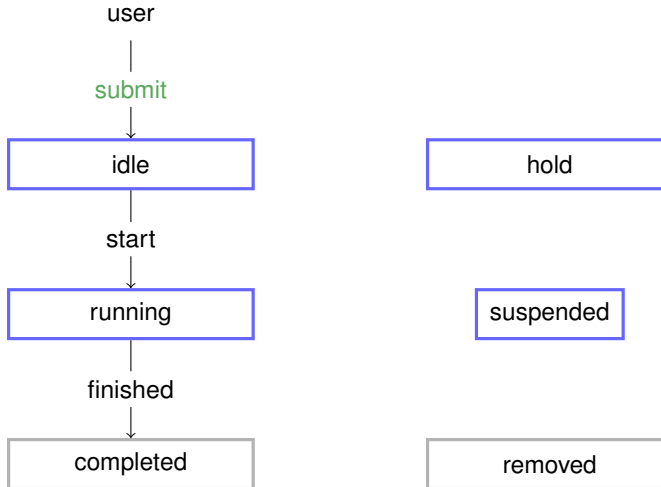 user
submit
idle
hold
start
running
suspended
finished
completed
removed